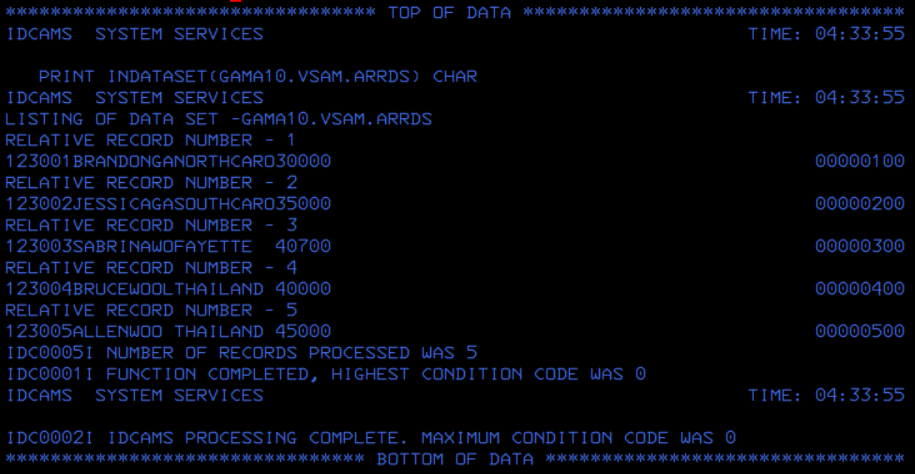 ********************************* TOP OF DATA **********************************
IDCAMS  SYSTEM SERVICES                                           TIME: 04:33:55
   PRINT INDATASET(GAMA10.VSAM.ARRDS) CHAR
IDCAMS  SYSTEM SERVICES                                           TIME: 04:33:55
LISTING OF DATA SET -GAMA10.VSAM.ARRDS
RELATIVE RECORD NUMBER - 1
123001BRANDONGANORTHCARO30000                                           00000100
RELATIVE RECORD NUMBER - 2
123002JESSICAGASOUTHCARO35000                                           00000200
RELATIVE RECORD NUMBER - 3
123003SABRINAWOFAYETTE  40700                                           00000300
RELATIVE RECORD NUMBER - 4
123004BRUCEWOOLTHAILAND 40000                                           00000400
RELATIVE RECORD NUMBER - 5
123005ALLENWOO THAILAND 45000                                           00000500
IDC0005I NUMBER OF RECORDS PROCESSED WAS 5
IDC0001I FUNCTION COMPLETED, HIGHEST CONDITION CODE WAS 0
IDCAMS  SYSTEM SERVICES                                           TIME: 04:33:55
IDC0002I IDCAMS PROCESSING COMPLETE. MAXIMUM CONDITION CODE WAS 0
******************************** BOTTOM OF DATA ********************************